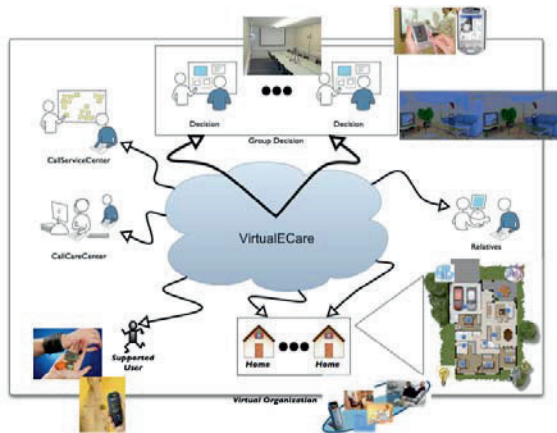 Decision
Decision
Group Decision
CallServiceCenter
CallCareCenter
VirtualECare
Relatives
Supported
User
Home
Home
Virtual Organization